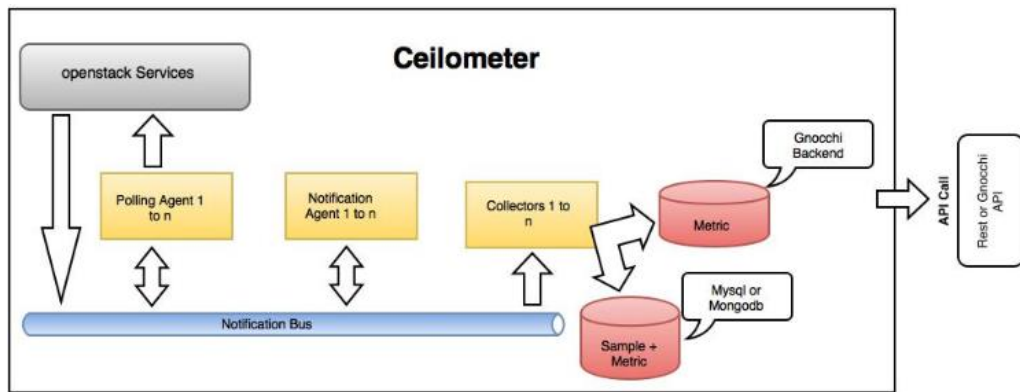 Ceilometer
openstack Services
Gnocchi
Backend
Polling Agent 1
to n
Notification
Agent 1 to n
Collectors 1 to
n
Metric
API Call
Rest or Gnocchi
API
Mysql or
Mongodb
Notification Bus
Sample +
Metric